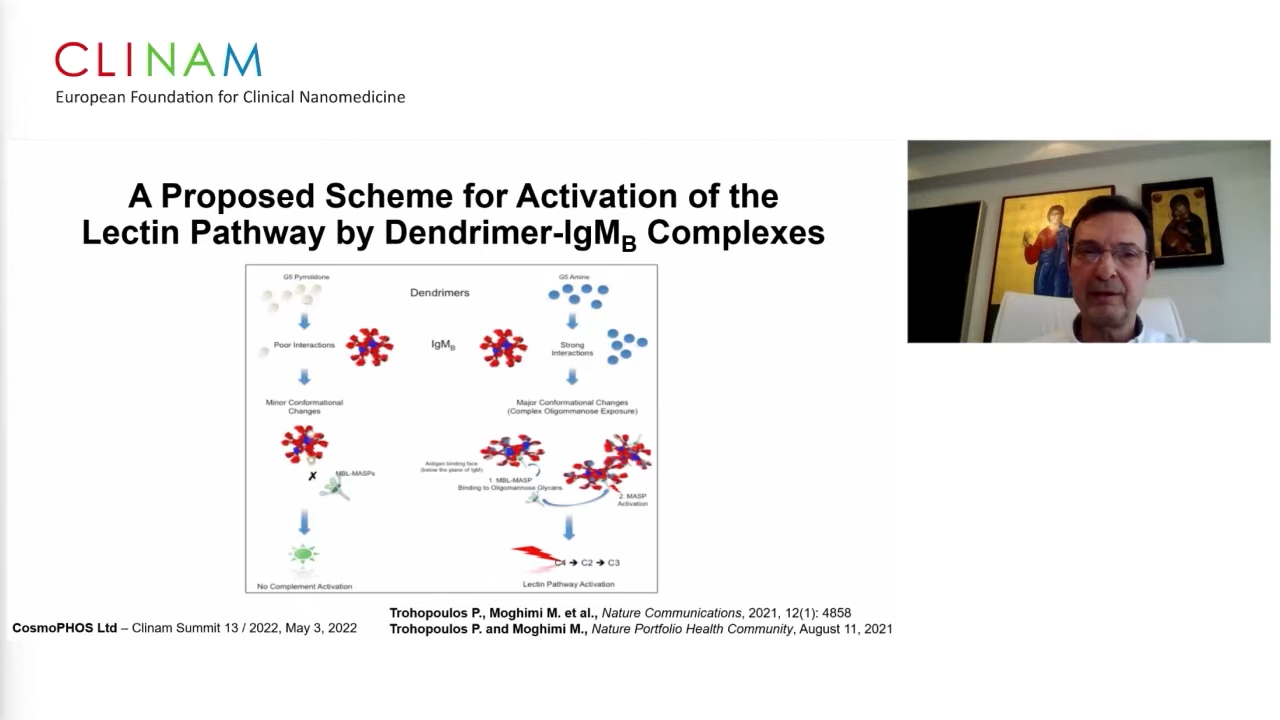 CLINAM
European Foundation for Clinical Nanomedicine
A Proposed Scheme for Activation of the
Lectin Pathway by Dendrimer-IgMB Complexes
G5 Pyrrolidone
Dendrimers
G5 Amine
Poor Interactions
IgMB
Strong
Interactions
Minor Conformational
Changes
Major Conformational Changes
(Complex Oligommanose Exposure)
Antigen binding face
(below the plane of IgM)
X
MBL-MASPs
1. MBL-MASP
Binding to Oligomannose Glycans
2. MASP
Activation
C4 → C2 → C3
No Complement Activation
Lectin Pathway Activation
Trohopoulos P., Moghimi M. et al., Nature Communications, 2021, 12(1): 4858
CosmoPHOS Ltd – Clinam Summit 13 / 2022, May 3, 2022
Trohopoulos P. and Moghimi M., Nature Portfolio Health Community, August 11, 2021